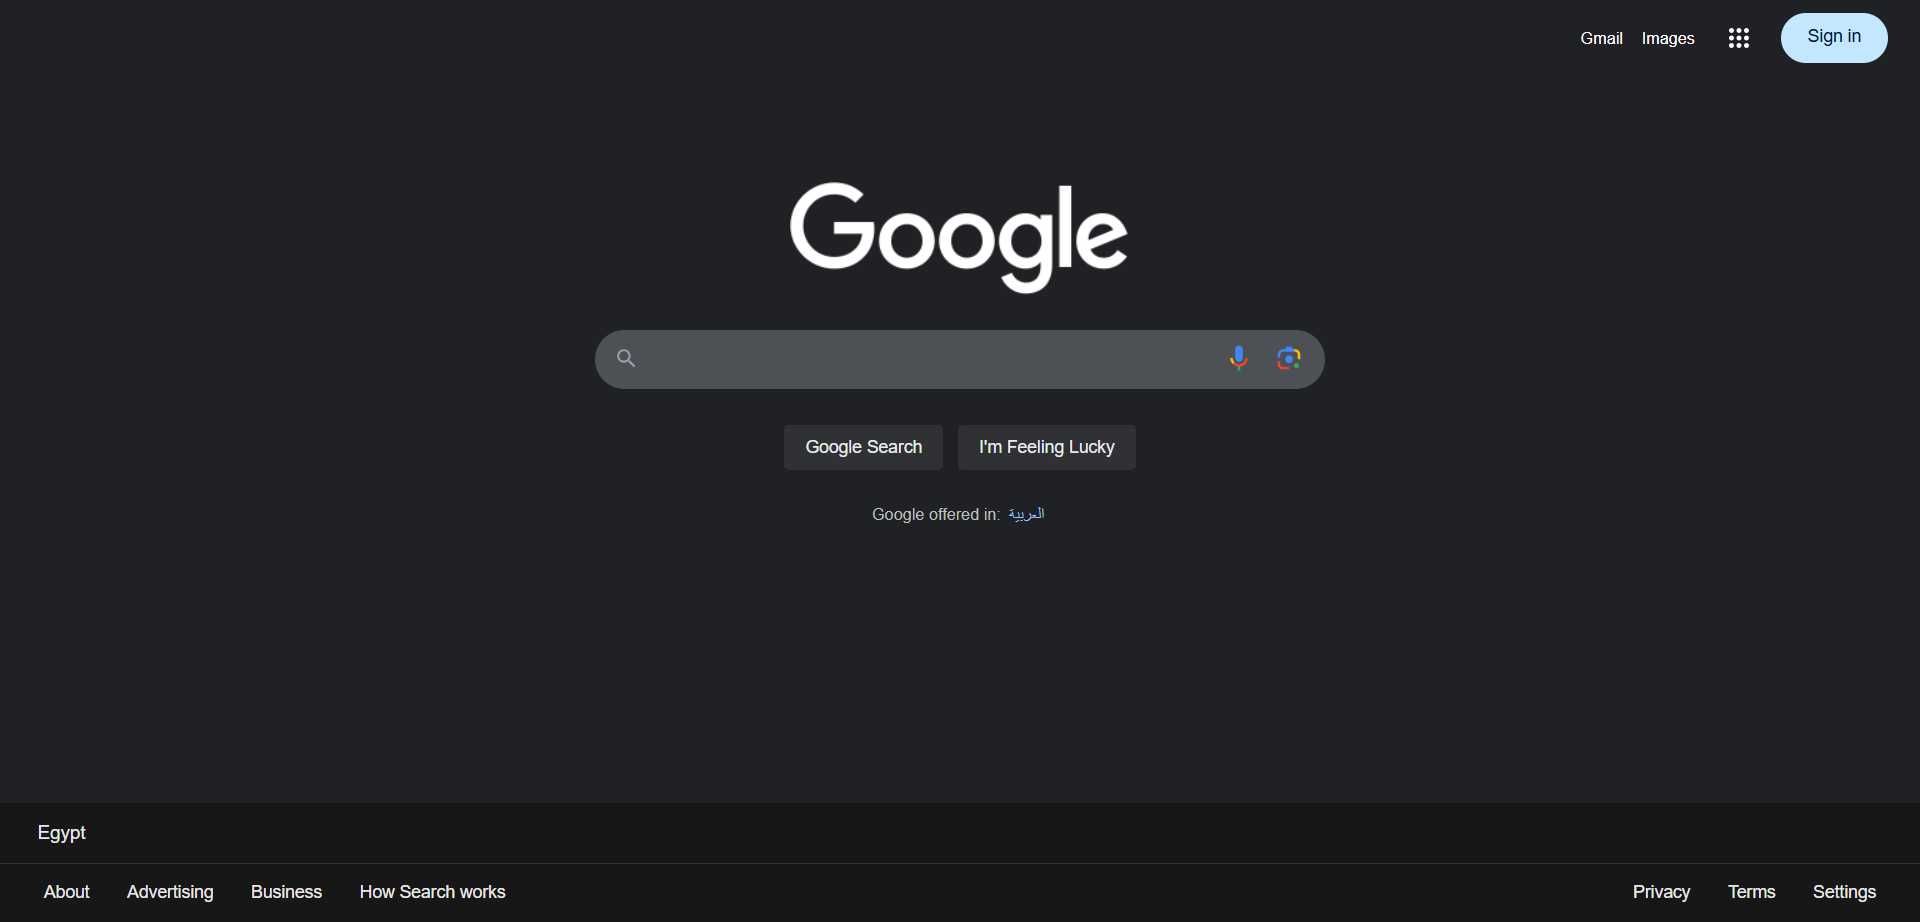 Gmail Images Sign in
Google
Google Search I'm Feeling Lucky
Google offered in: العربية
Egypt
About Advertising Business How Search works Privacy Terms Settings